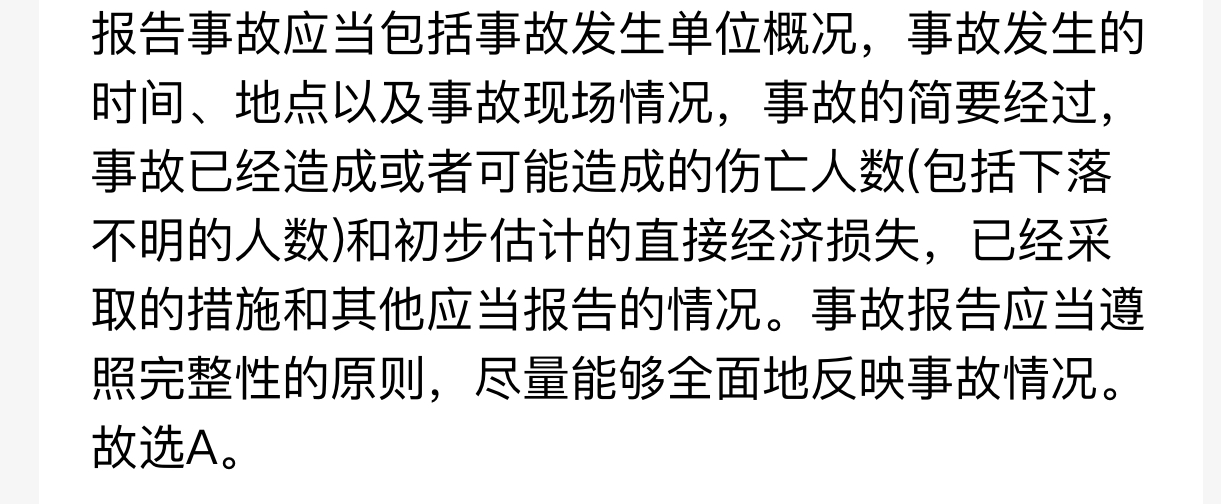 报告事故应当包括事故发生单位概况，事故发生的
时间、地点以及事故现场情况，事故的简要经过，
事故已经造成或者可能造成的伤亡人数(包括下落
不明的人数)和初步估计的直接经济损失，已经采
取的措施和其他应当报告的情况。事故报告应当遵
照完整性的原则，尽量能够全面地反映事故情况。
故选A。